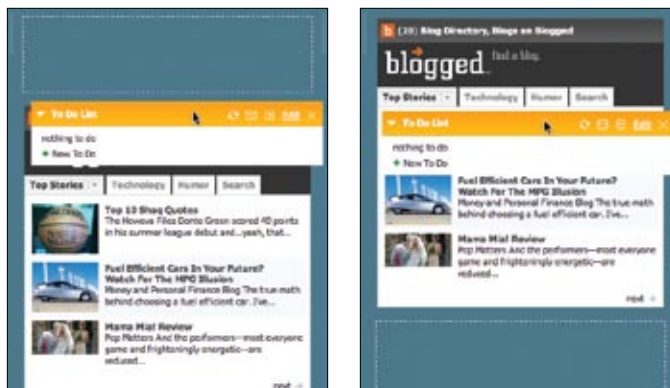 To Do List
Edit
nothing to do
New To Do
Top Stories
Technology
Humor
Search
Top 10 Shaq Quotes
The Howova Files Donte Green scored 40 points
in his summer league debut and...yeah, that...
Fuel Efficient Cars In Your Future?
Watch For The MPG Illusion
Money and Personal Finance Blog The true math
behind choosing a fuel efficient car. I've...
Mama Mia! Review
Pop Matters And the performers—most everyone
game and frighteningly energetic—are
reduced...
next
(20) Blog Directory, Blogs on Blogged
blogged
find a blog.
Top Stories
Technology
Humor
Search
To Do List
Edit
nothing to do
New To Do
Fuel Efficient Cars In Your Future?
Watch For The MPG Illusion
Money and Personal Finance Blog The true math
behind choosing a fuel efficient car. I've...
Mama Mia! Review
Pop Matters And the performers—most everyone
game and frighteningly energetic—are
reduced...
next